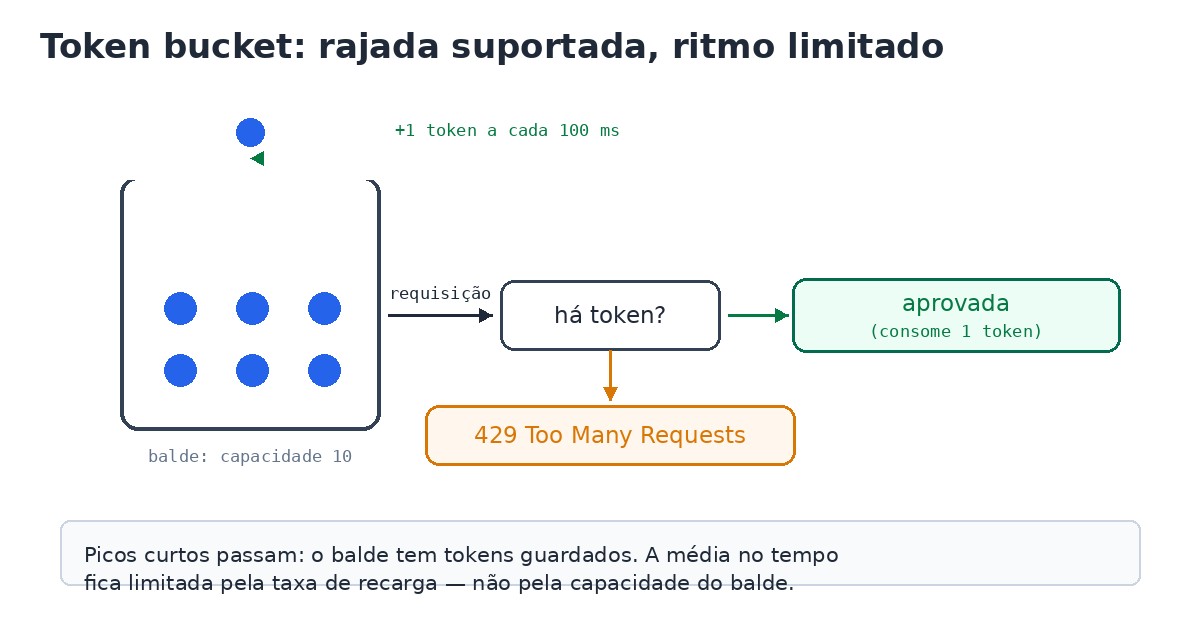 Token bucket: rajada suportada, ritmo limitado
+1 token a cada 100 ms
requisição
há token?
aprovada
(consome 1 token)
429 Too Many Requests
balde: capacidade 10
Picos curtos passam: o balde tem tokens guardados. A média no tempo
fica limitada pela taxa de recarga — não pela capacidade do balde.